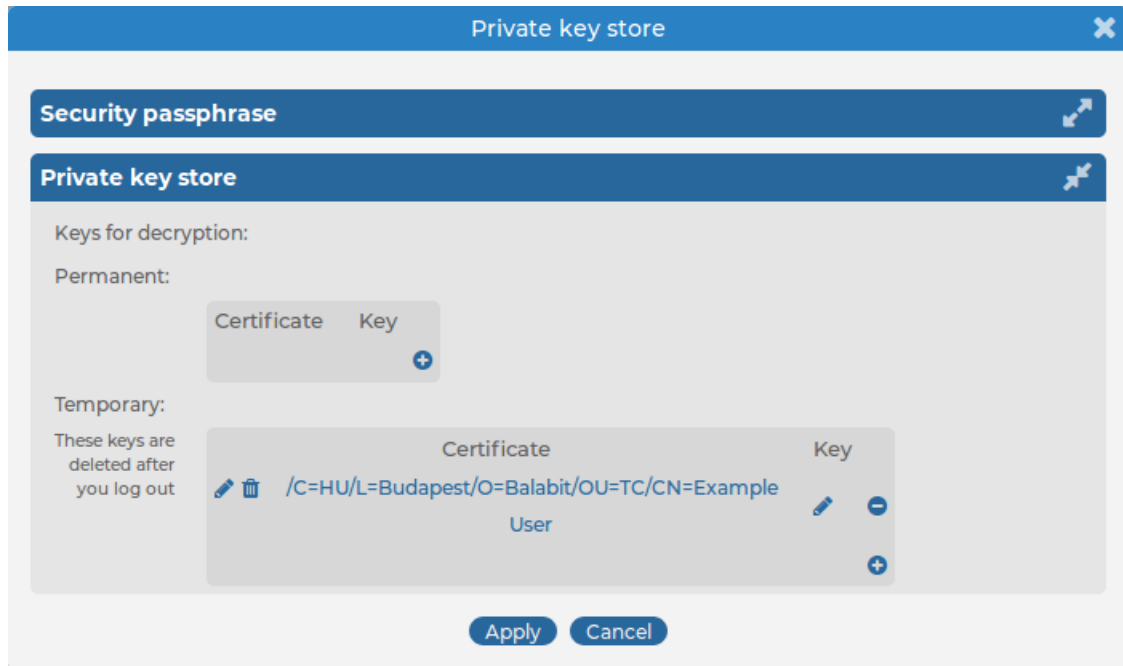 Private key store
Security passphrase
Private key store
Keys for decryption:
Permanent:
Certificate Key
Temporary:
These keys are
deleted after
you log out
Certificate Key
/C=HU/L=Budapest/O=Balabit/OU=TC/CN=Example
User
Apply Cancel